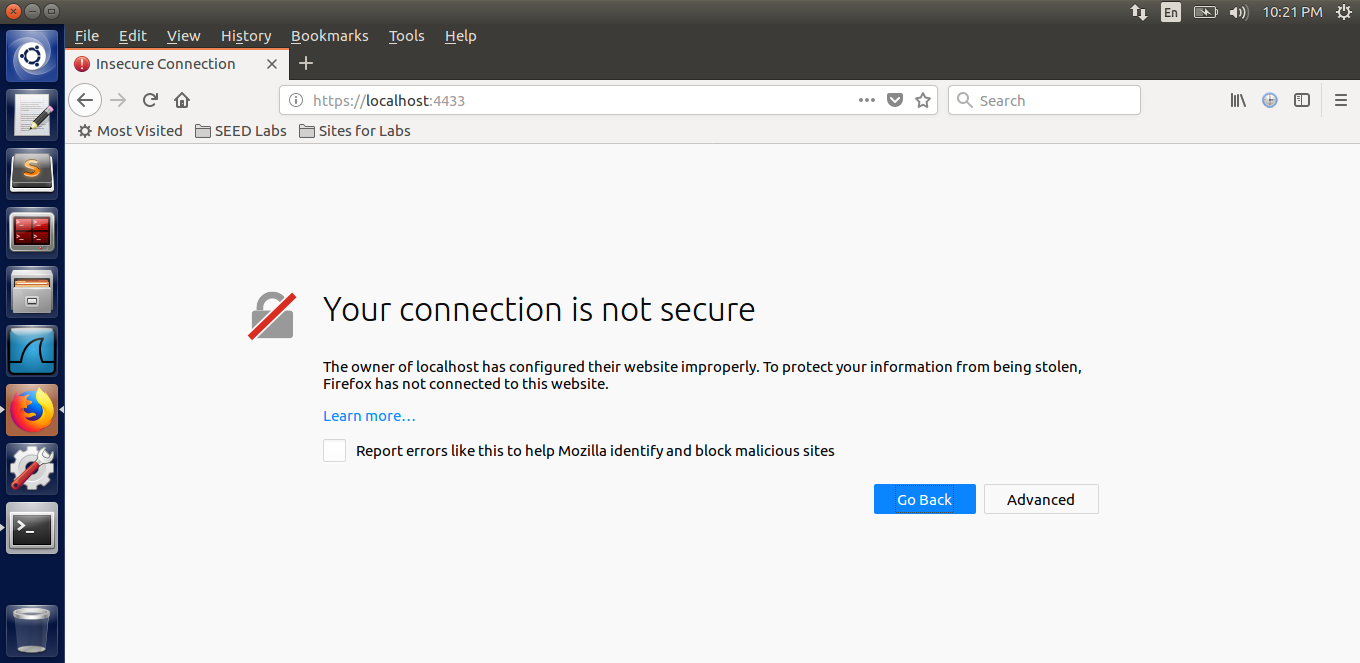 En 10:21 PM
File Edit View History Bookmarks Tools Help
Insecure Connection
https://localhost:4433 Search
Most Visited SEED Labs Sites for Labs
Your connection is not secure
The owner of localhost has configured their website improperly. To protect your information from being stolen,
Firefox has not connected to this website.
Learn more…
Report errors like this to help Mozilla identify and block malicious sites
Go Back Advanced